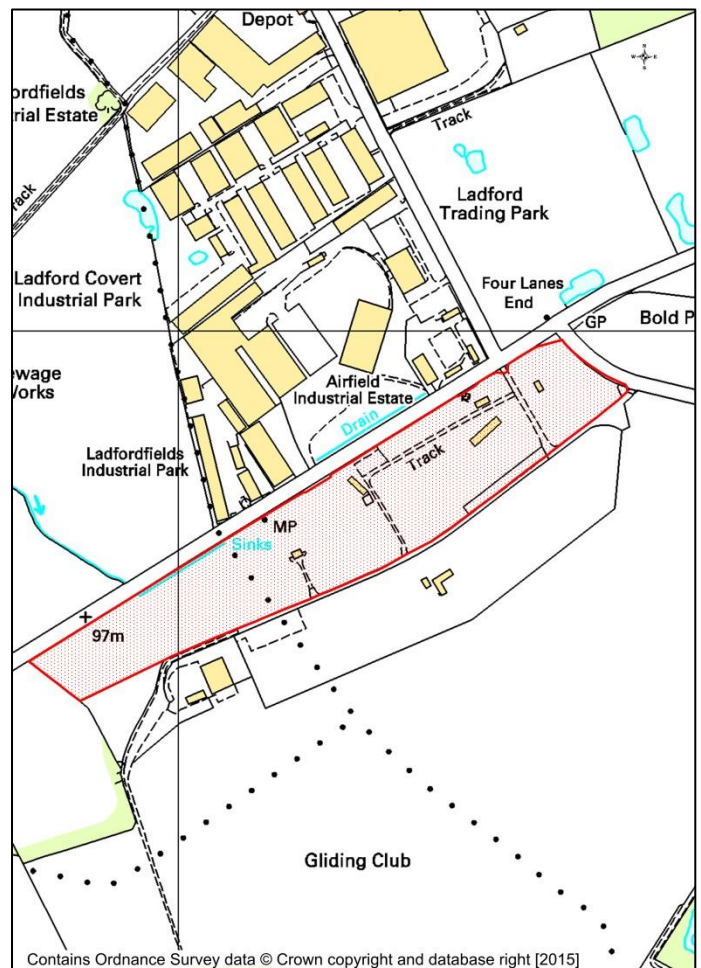 Depot
ordfields
trial Estate
Track
rack
Ladford
Trading Park
Ladford Covert
Industrial Park
Four Lanes
End
GP
Bold P
ewage
Works
Airfield
Industrial Estate
Drain
Ladfordfields
Industrial Park
Track
MP
Sinks
97m
Gliding Club
Contains Ordnance Survey data © Crown copyright and database right [2015]